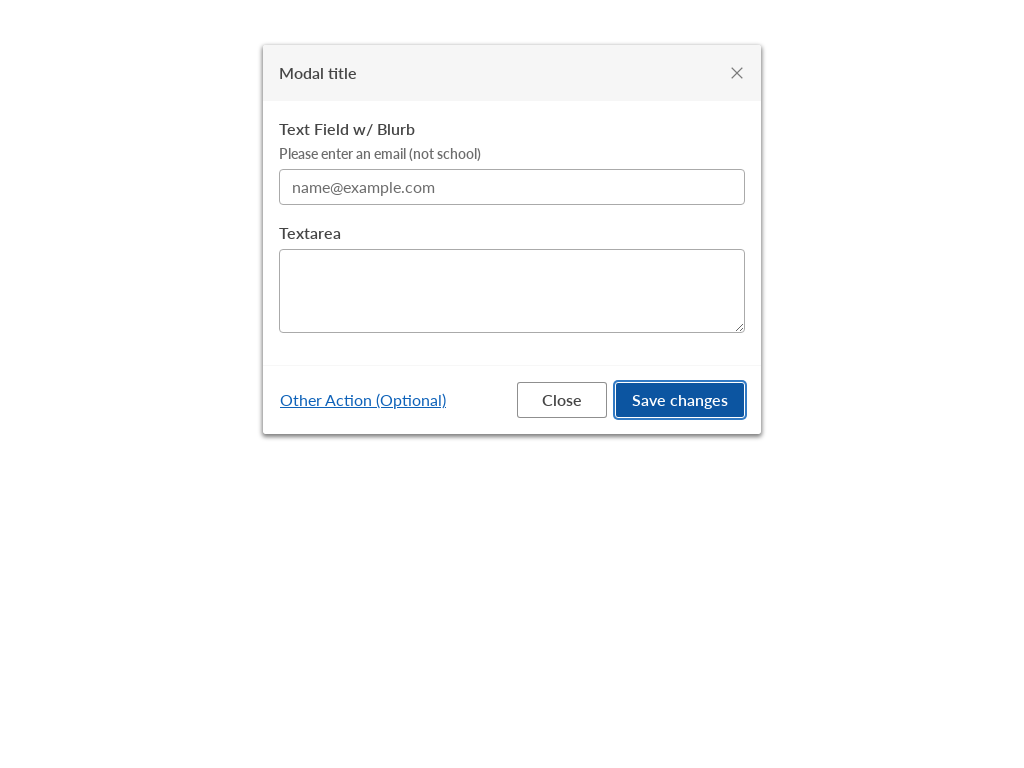 Modal title
Text Field w/ Blurb
Please enter an email (not school)
name@example.com
Textarea
Other Action (Optional)
Close
Save changes